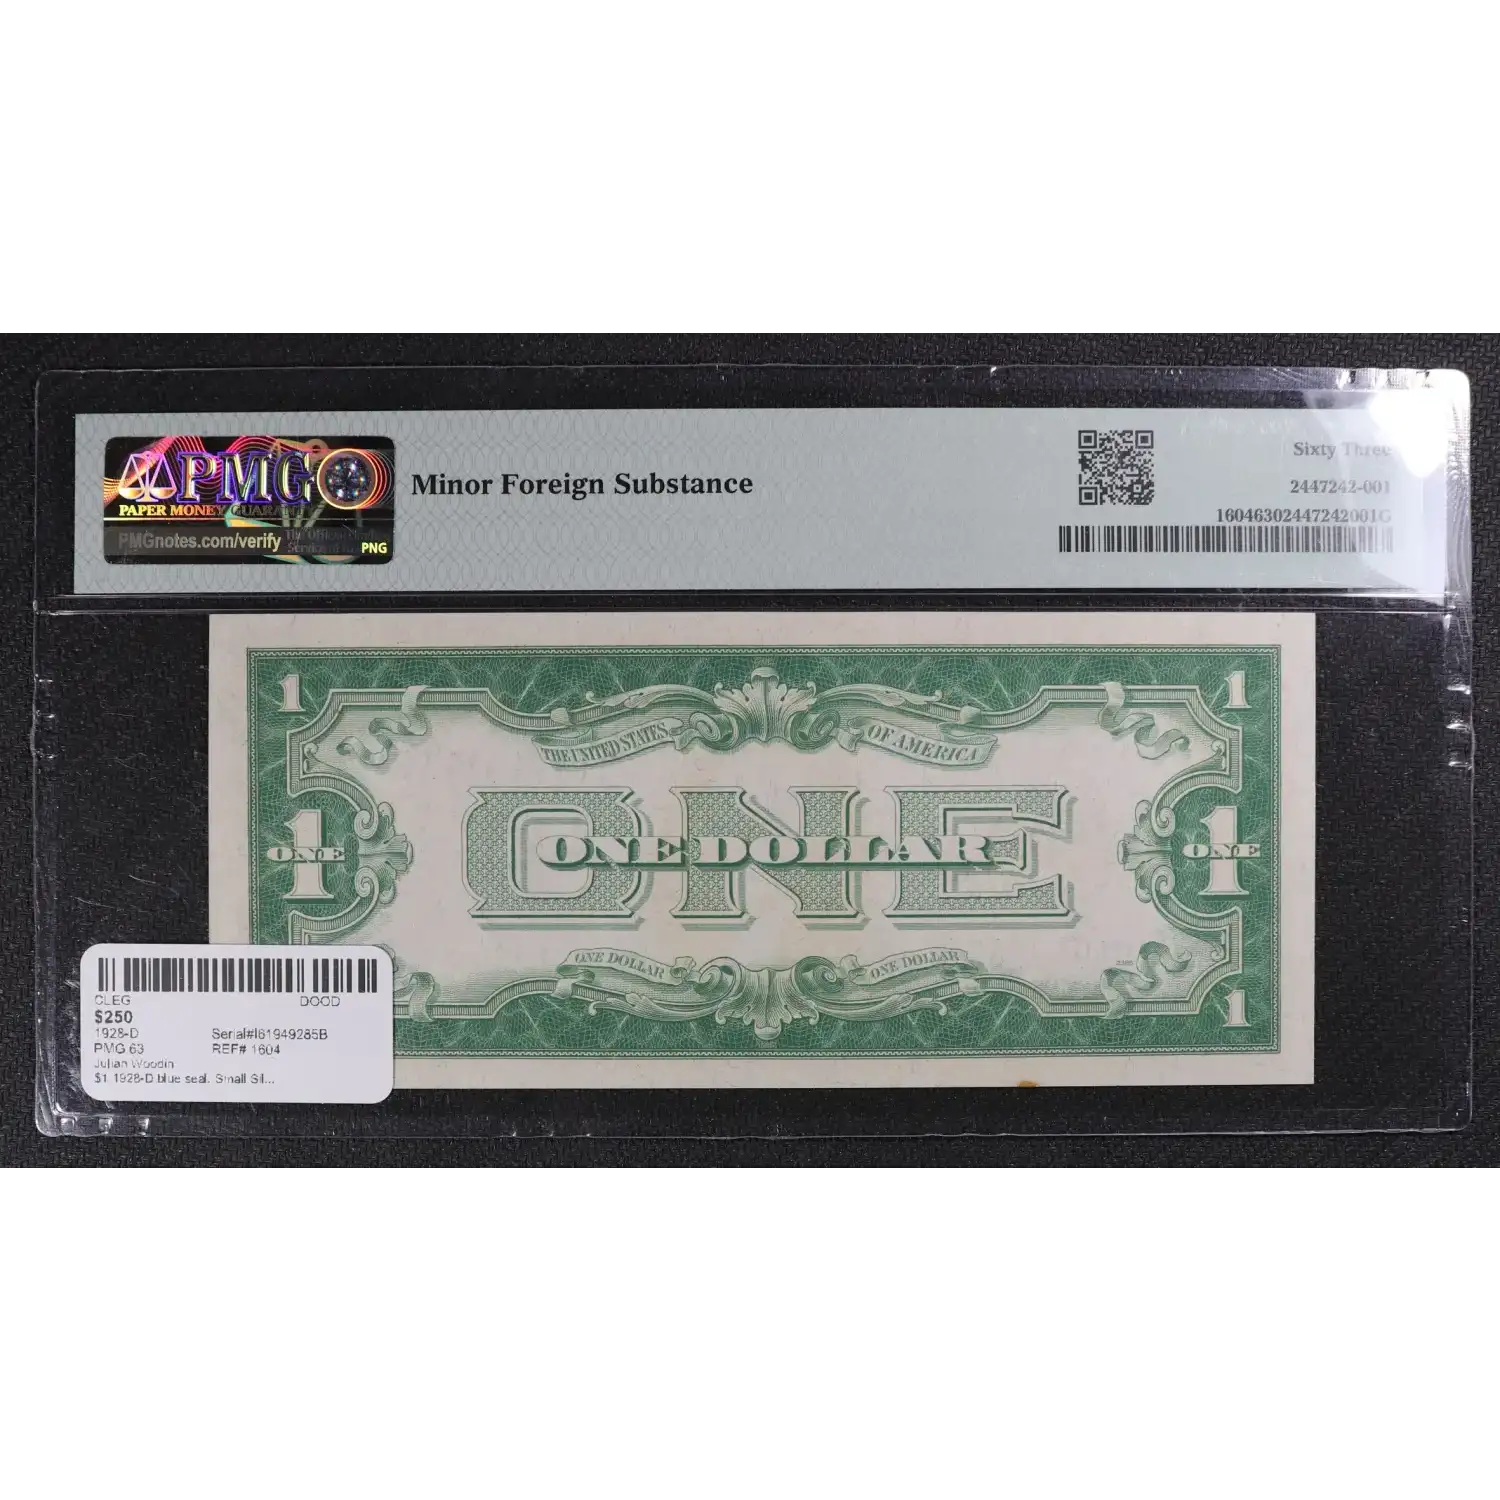 PMG
PAPER MONEY GUARANTY
PMGnotes.com/verify
PNG
Minor Foreign Substance
Sixty Three
2447242-001
16046302447242001G
1 1
THE UNITED STATES OF AMERICA
ONE
ONE DOLLAR
1 ONE 1 ONE
ONE DOLLAR ONE DOLLAR
1
CLEG DOOD
$250
1928-D Serial#I61949285B
PMG 63 REF# 1604
Julian Woodin
$1 1928-D blue seal. Small Sil...